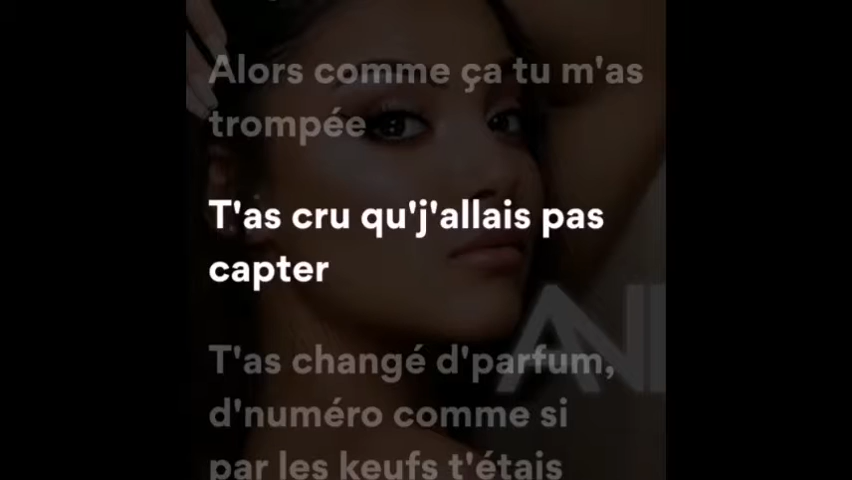 Alors comme ça tu m'as
trompée
T'as cru qu'j'allais pas
capter
T'as changé d'parfum,
d'numéro comme si
par les keufs t'étais